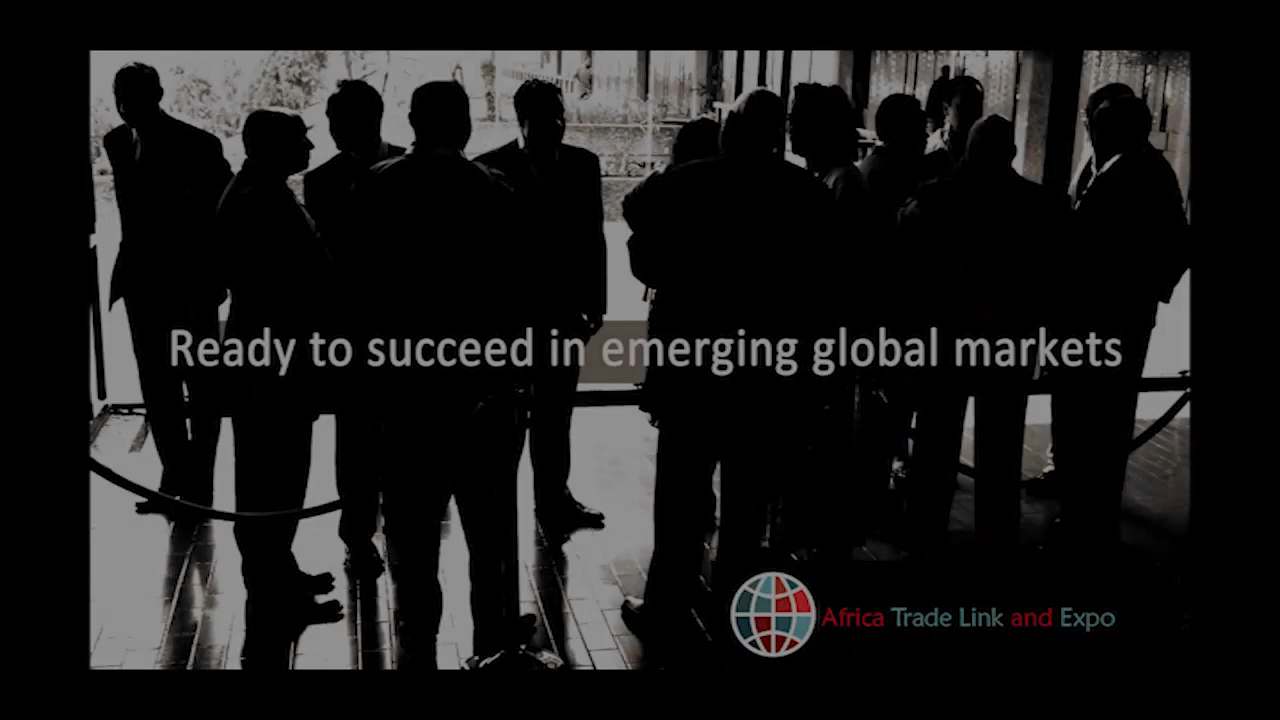 Ready to succeed in emerging global markets
Africa Trade Link and Expo